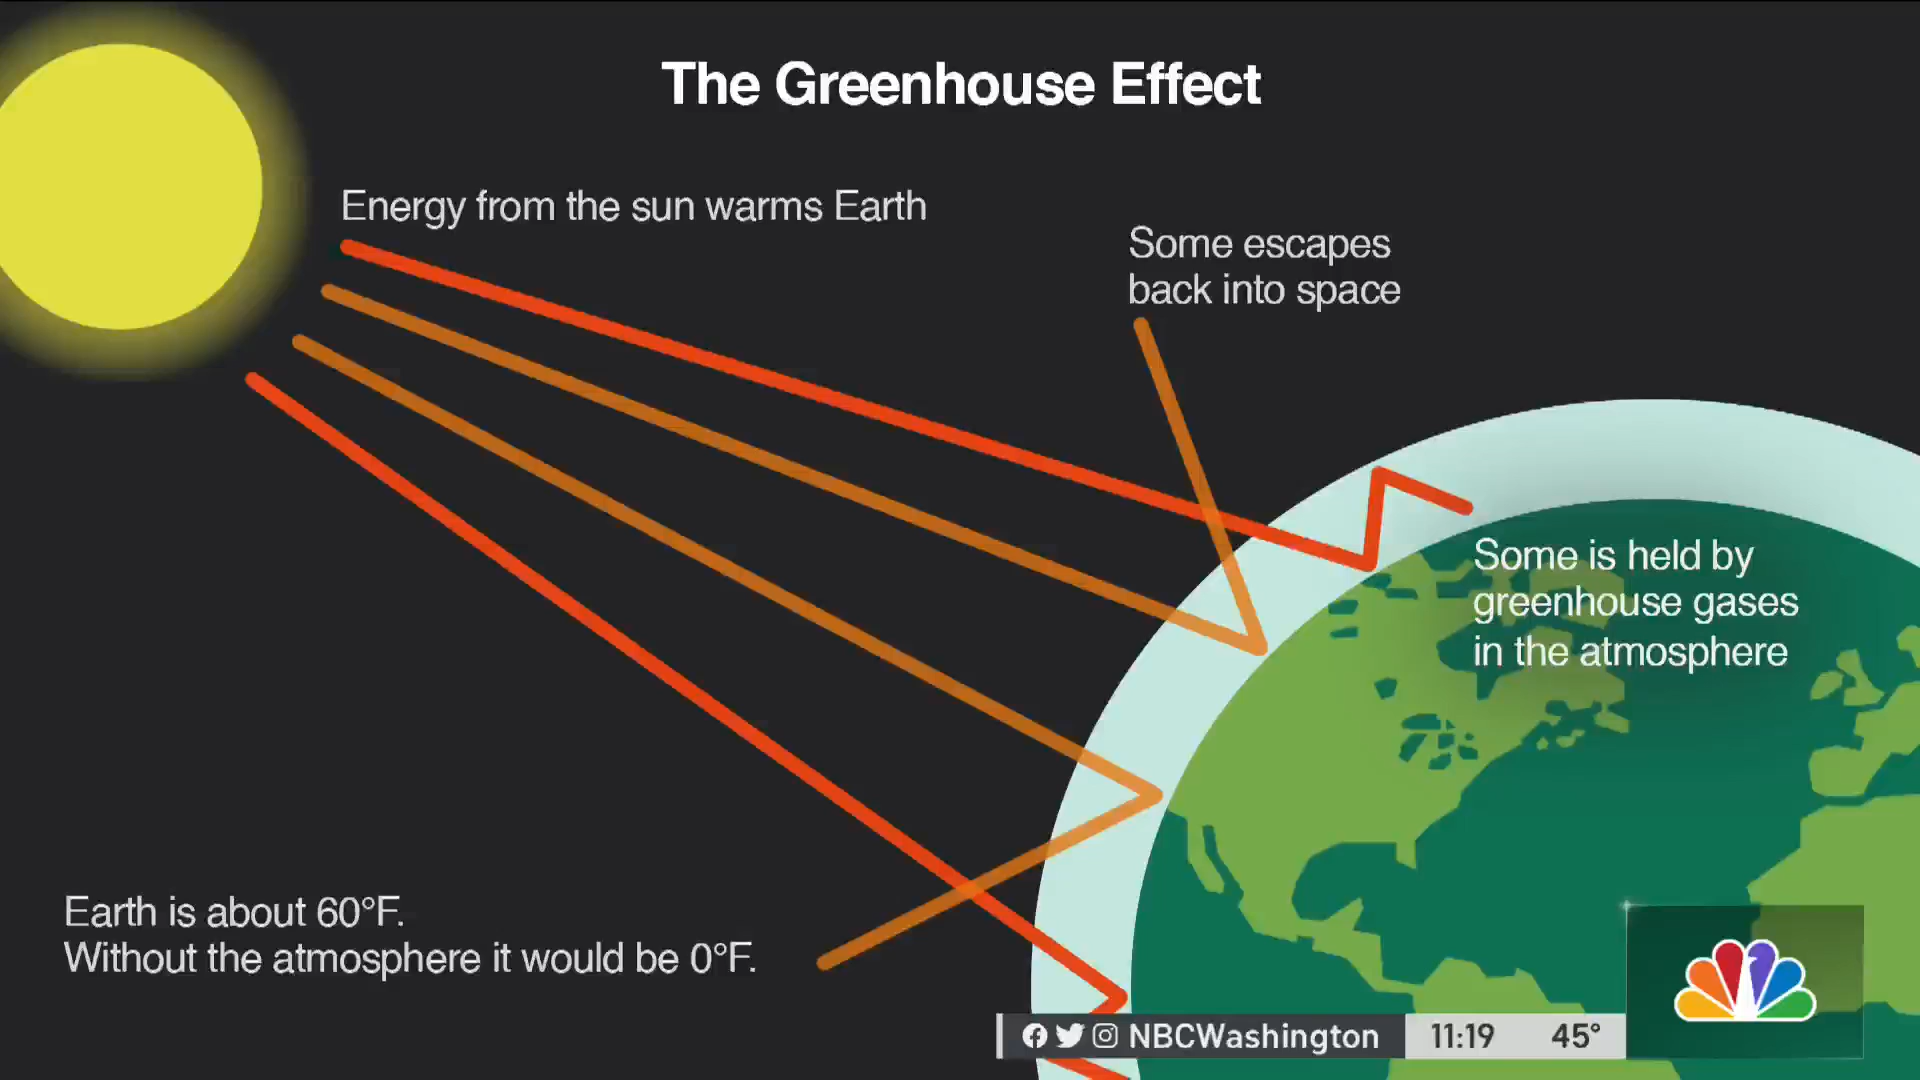 The Greenhouse Effect
Energy from the sun warms Earth
Some escapes
back into space
Some is held by
greenhouse gases
in the atmosphere
Earth is about 60°F.
Without the atmosphere it would be 0°F.
NBCWashington 11:19 45°